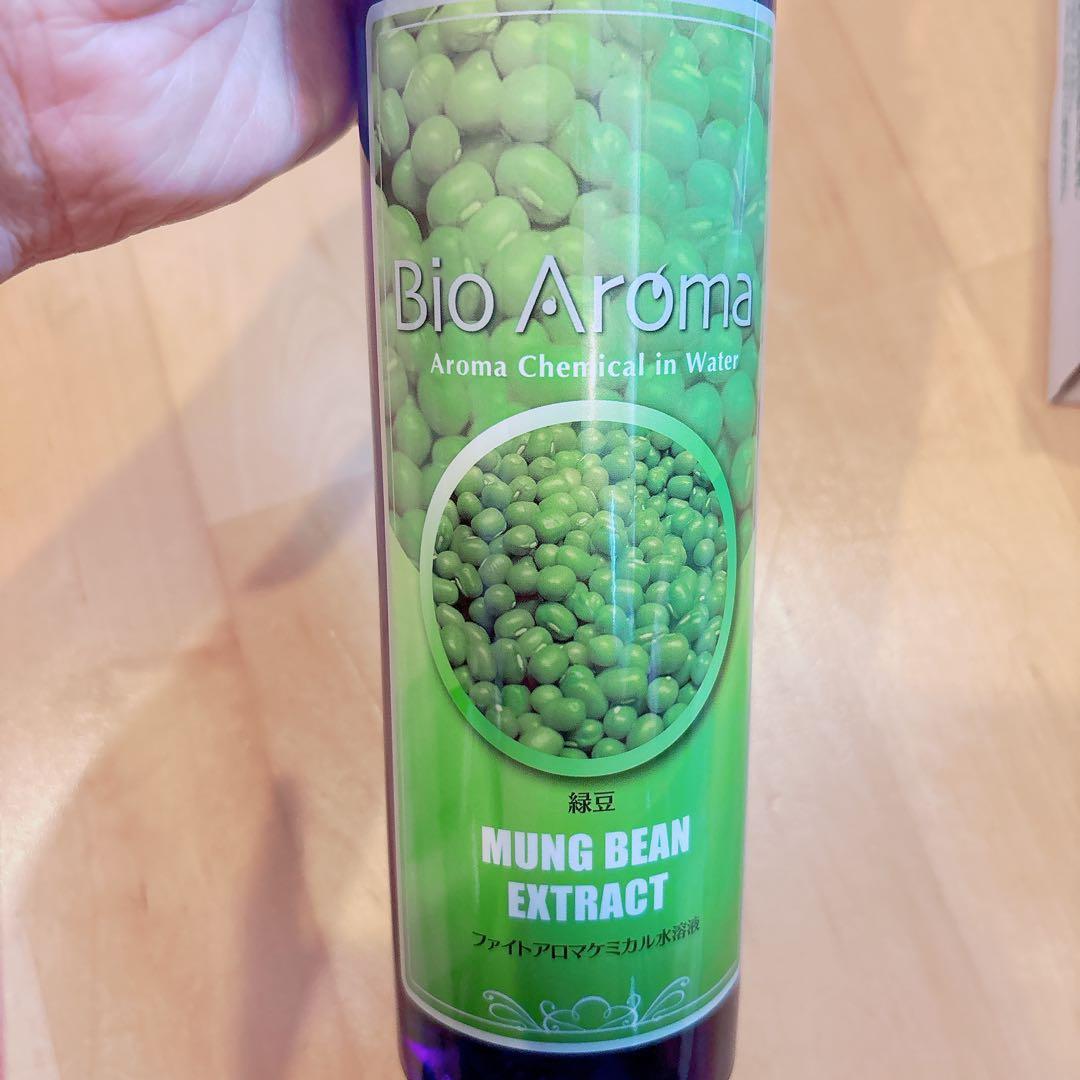 Bio Aroma
Aroma Chemical in Water
緑豆
MUNG BEAN
EXTRACT
ファイトアロマケミカル水溶液